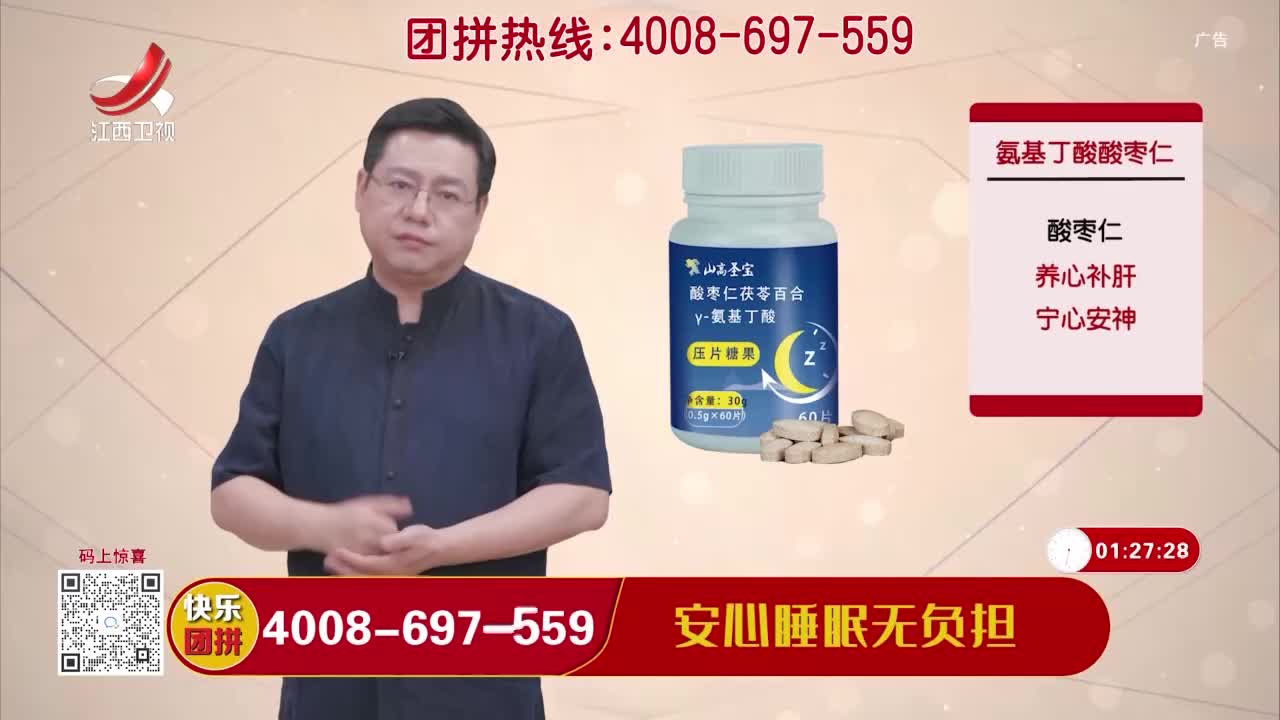 团拼热线:4008-697-559
广告
江西卫视
氨基丁酸酸枣仁
酸枣仁
养心补肝
宁心安神
山高圣宝
酸枣仁茯苓百合
γ-氨基丁酸
压片糖果
Z
z
z
净含量：30g
(0.5g×60片)
60片
01:27:28
码上惊喜
快乐
团拼
4008-697-559
安心睡眠无负担